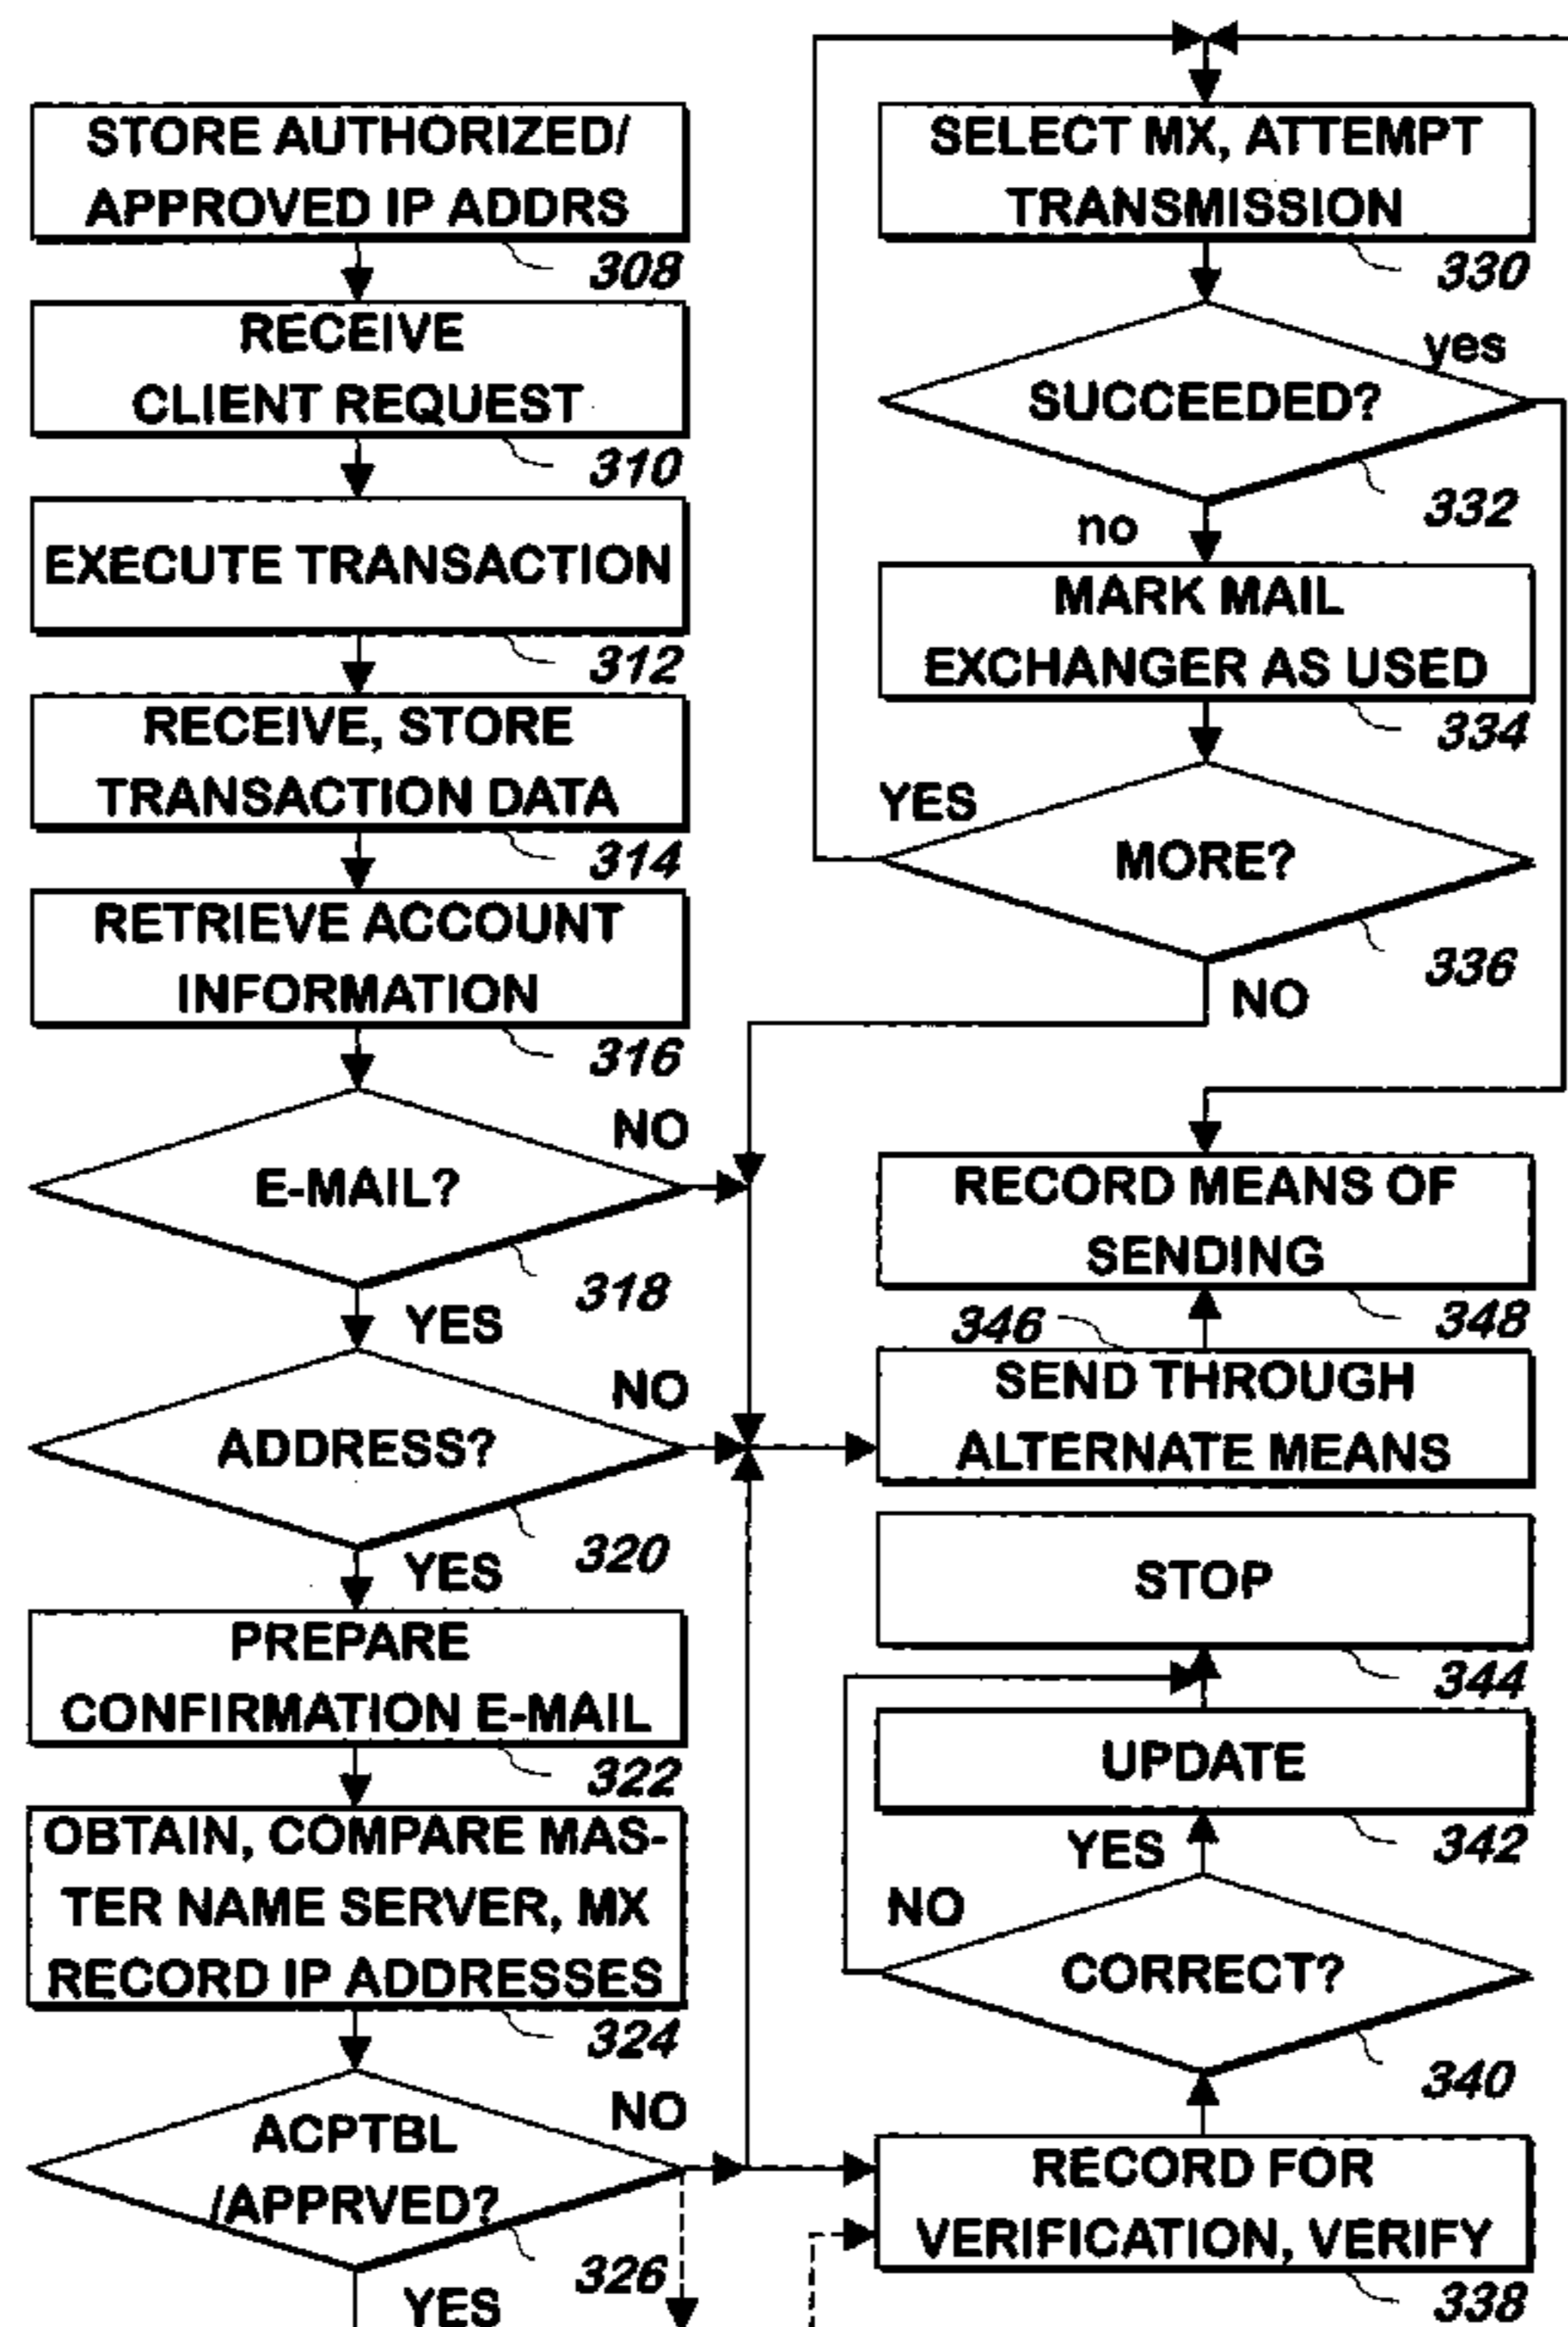 STORE AUTHORIZED/
APPROVED IP ADDRS
308
RECEIVE
CLIENT REQUEST
310
EXECUTE TRANSACTION
312
RECEIVE, STORE
TRANSACTION DATA
314
RETRIEVE ACCOUNT
INFORMATION
316
NO
E-MAIL?
318
YES
NO
ADDRESS?
320
YES
PREPARE
CONFIRMATION E-MAIL
322
OBTAIN, COMPARE MAS-
TER NAME SERVER, MX
RECORD IP ADDRESSES
324
NO
ACPTBL
/APPRVED?
326
YES
SELECT MX, ATTEMPT
TRANSMISSION
330
yes
SUCCEEDED?
332
no
MARK MAIL
EXCHANGER AS USED
334
YES
MORE?
336
NO
RECORD MEANS OF
SENDING
348
346
SEND THROUGH
ALTERNATE MEANS
STOP
344
UPDATE
342
YES
NO
CORRECT?
340
RECORD FOR
VERIFICATION, VERIFY
338